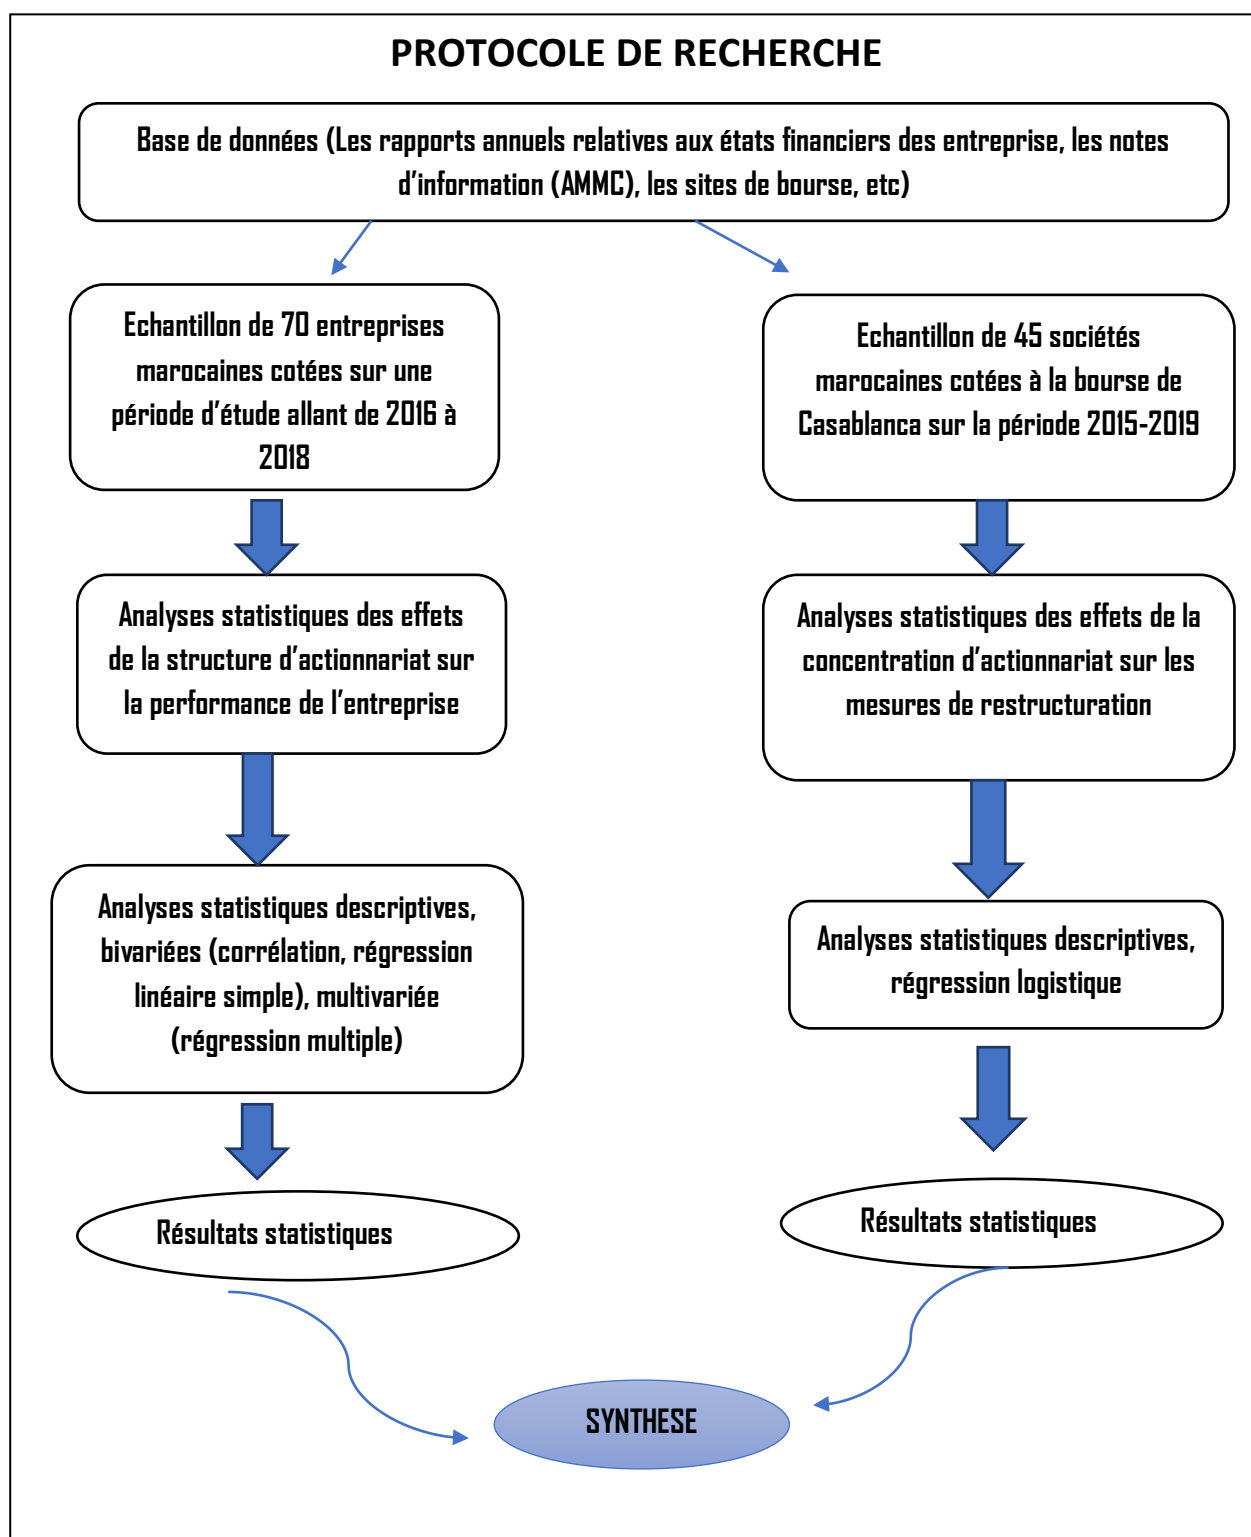 PROTOCOLE DE RECHERCHE
Base de données (Les rapports annuels relatives aux états financiers des entreprise, les notes
d'information (AMMC), les sites de bourse, etc)
Echantillon de 70 entreprises
marocaines cotées sur une
période d'étude allant de 2016 à
2018
Echantillon de 45 sociétés
marocaines cotées à la bourse de
Casablanca sur la période 2015-2019
Analyses statistiques des effets
de la structure d'actionnariat sur
la performance de l'entreprise
Analyses statistiques des effets de la
concentration d'actionnariat sur les
mesures de restructuration
Analyses statistiques descriptives,
bivariées (corrélation, régression
linéaire simple), multivariée
(régression multiple)
Analyses statistiques descriptives,
régression logistique
Résultats statistiques
Résultats statistiques
SYNTHESE